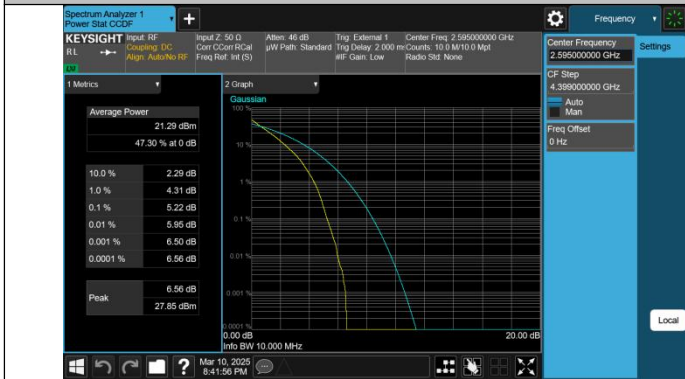 Spectrum Analyzer 1
Power Stat CCDF
+
Frequency
KEYSIGHT
RL
Input: RF
Coupling: DC
Align: Auto/No RF
Input Z: 50 Ω
Corr CCorr RCal
Freq Ref: Int (S)
Atten: 46 dB
µW Path: Standard
Trig: External 1
Trig Delay: 2.000 ms
#IF Gain: Low
Center Freq: 2.595000000 GHz
Counts: 10.0 M/10.0 Mpt
Radio Std: None
1 Metrics
Average Power
21.29 dBm
47.30 % at 0 dB
10.0 % 2.29 dB
1.0 % 4.31 dB
0.1 % 5.22 dB
0.01 % 5.95 dB
0.001 % 6.50 dB
0.0001 % 6.56 dB
Peak
6.56 dB
27.85 dBm
2 Graph
Gaussian
100 %
10 %
1 %
0.1 %
0.01 %
0.001 %
0.0001 %
0.00 dB 20.00 dB
Info BW 10.000 MHz
Center Frequency
2.595000000 GHz
Settings
CF Step
4.399000000 GHz
Auto
Man
Freq Offset
0 Hz
Local
?
Mar 10, 2025
8:41:56 PM